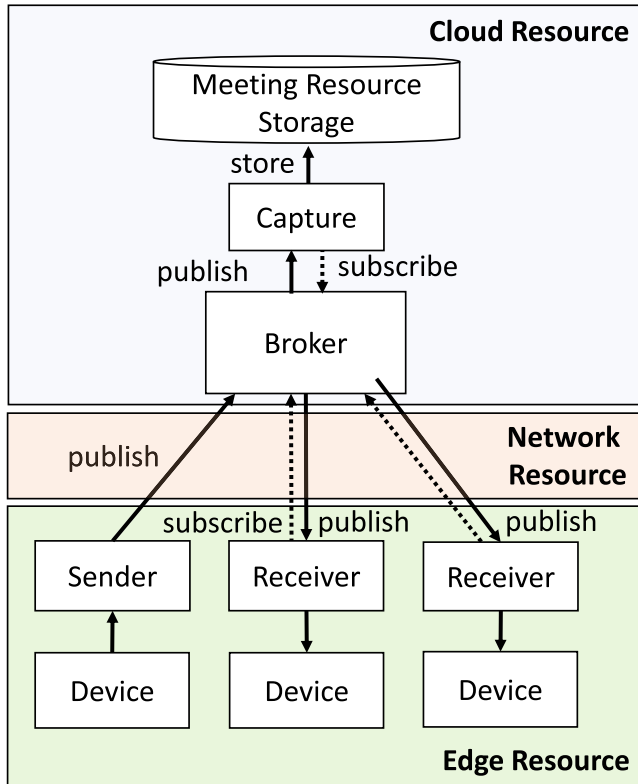 Cloud Resource
Meeting Resource
Storage
store
Capture
publish
subscribe
Broker
Network
Resource
publish
subscribe
publish
publish
Sender
Receiver
Receiver
Device
Device
Device
Edge Resource